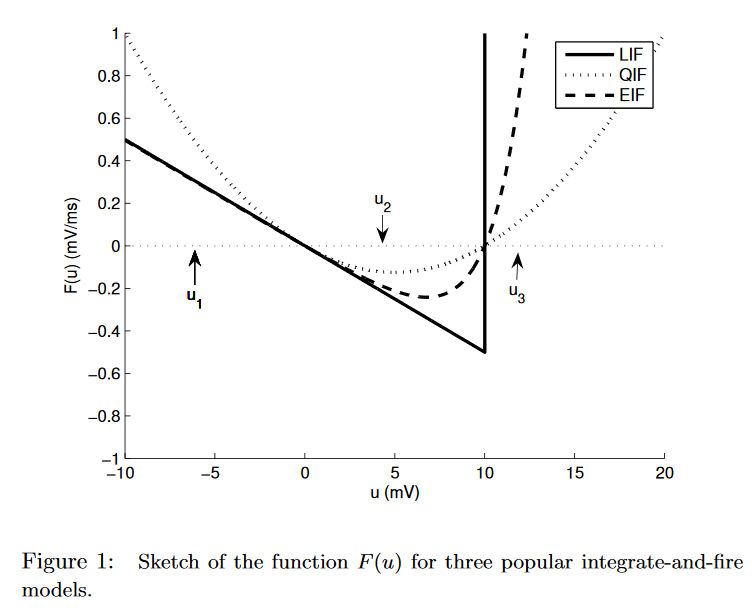 1
0.8
0.6
0.4
0.2
0
−0.2
−0.4
−0.6
−0.8
−1
F(u) (mV/ms)
LIF
QIF
EIF
u2
u1
u3
−10 −5 0 5 10 15 20
u (mV)
Figure 1: Sketch of the function F(u) for three popular integrate-and-fire
models.